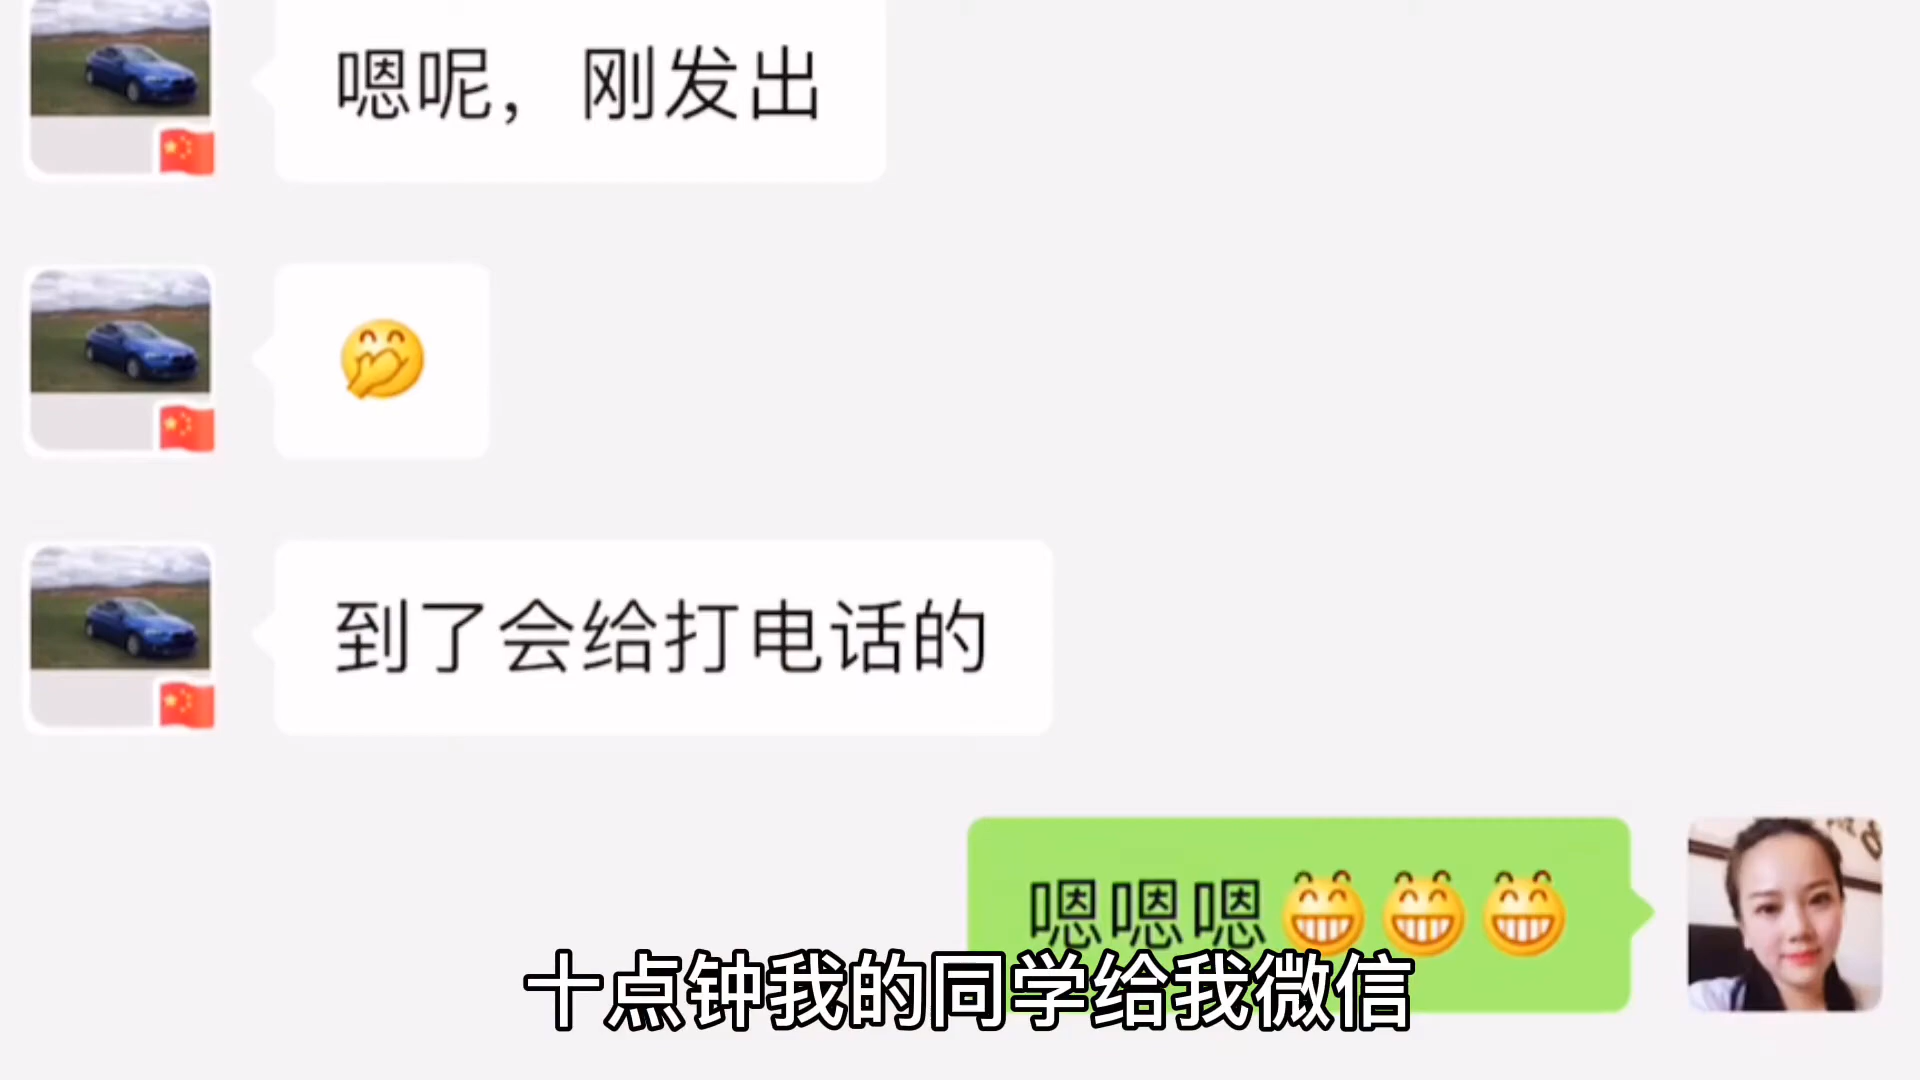 嗯呢，刚发出
🤭
到了会给打电话的
嗯嗯嗯😁😁😁
十点钟我的同学给我微信